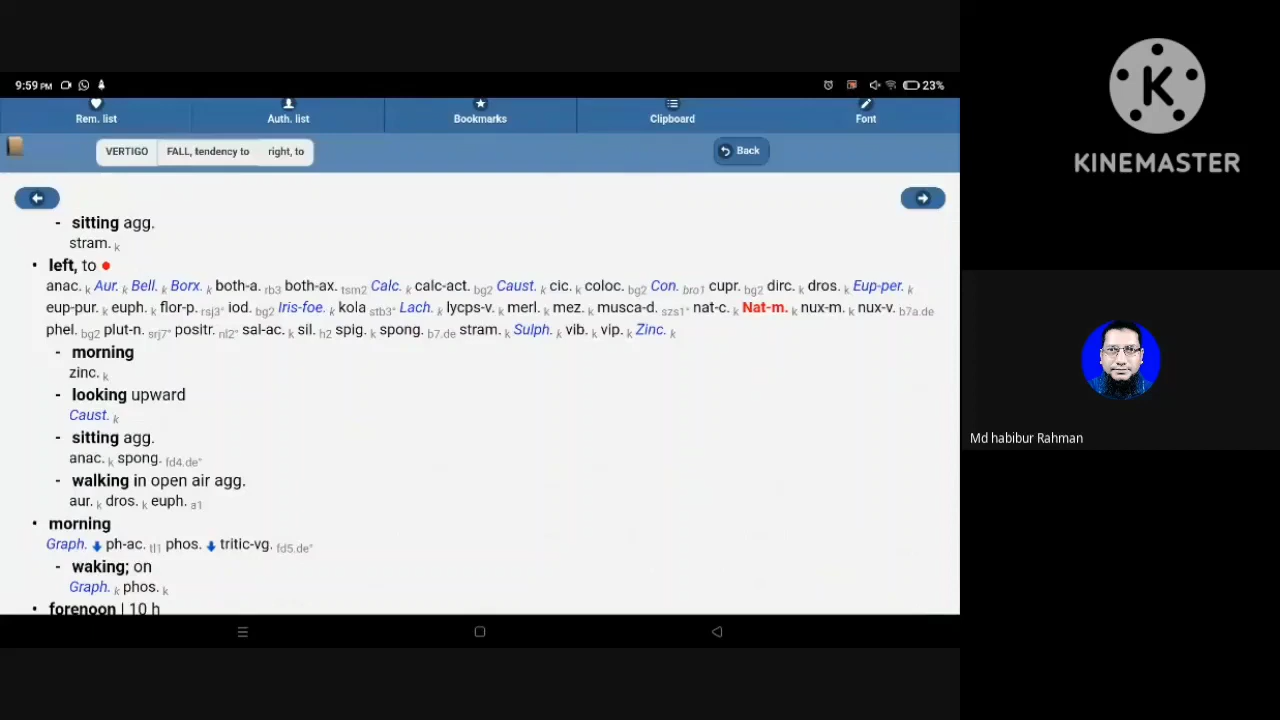 9:59 PM 23%
Rem. list Auth. list Bookmarks Clipboard Font
VERTIGO FALL, tendency to right, to Back
- sitting agg.
stram. k
• left, to
anac. k Aur. k Bell. k Borx. k both-a. rb3 both-ax. tsm2 Calc. k calc-act. bg2 Caust. k cic. k coloc. bg2 Con. bro1 cupr. bg2 dirc. k dros. k Eup-per. k
eup-pur. k euph. k flor-p. rsj3° iod. bg2 Iris-foe. k kola stb3° Lach. k lycps-v. k merl. k mez. k musca-d. szs1° nat-c. k Nat-m. k nux-m. k nux-v. b7a.de
phel. bg2 plut-n. srj7° positr. nl2° sal-ac. k sil. h2 spig. k spong. b7.de stram. k Sulph. k vib. k vip. k Zinc. k
- morning
zinc. k
- looking upward
Caust. k
- sitting agg.
anac. k spong. fd4.de°
- walking in open air agg.
aur. k dros. k euph. a1
• morning
Graph. ph-ac. tl1 phos. tritic-vg. fd5.de°
- waking; on
Graph. k phos. k
• forenoon | 10 h
K
KINEMASTER
Md habibur Rahman